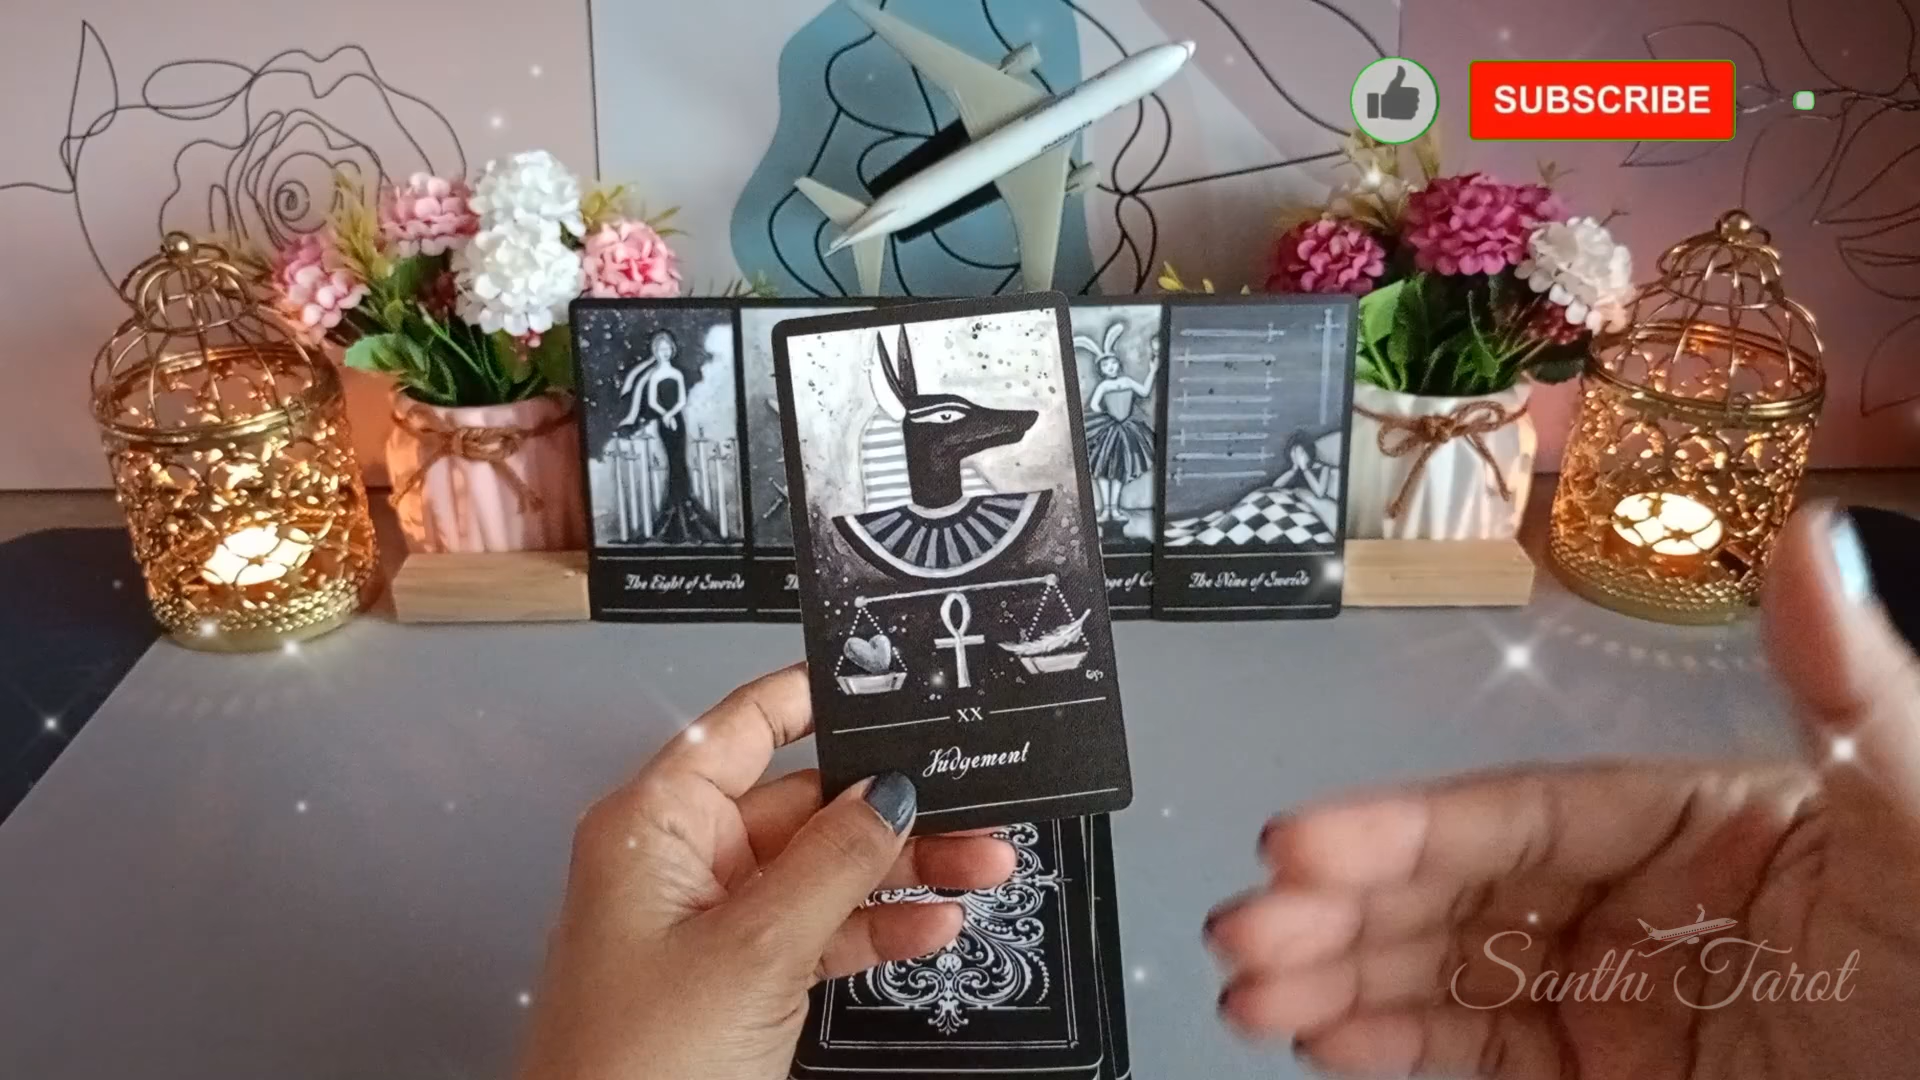 SUBSCRIBE
The Eight of Swords
The Nine of Swords
XX
Judgement
Santhi Tarot